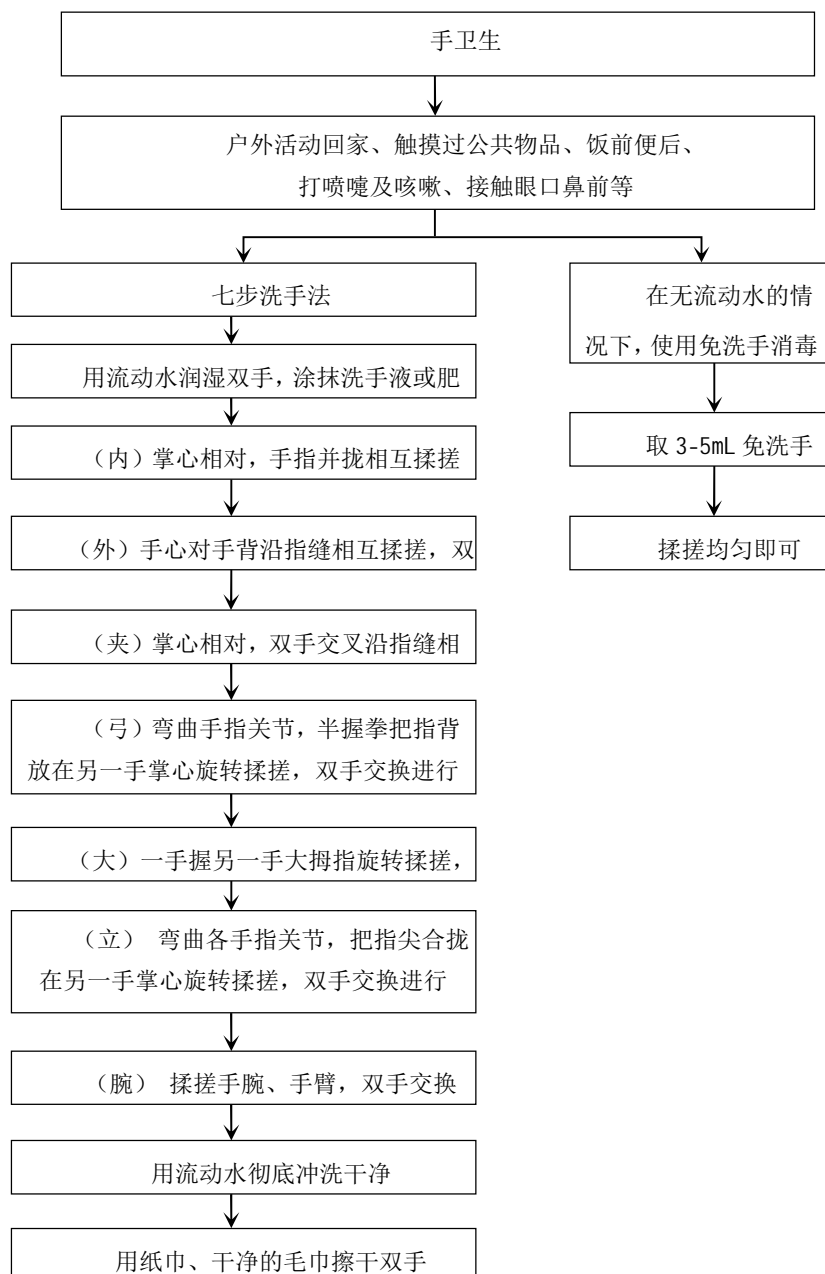 手卫生
户外活动回家、触摸过公共物品、饭前便后、
打喷嚏及咳嗽、接触眼口鼻前等
七步洗手法
用流动水润湿双手，涂抹洗手液或肥
（内）掌心相对，手指并拢相互揉搓
（外）手心对手背沿指缝相互揉搓，双
（夹）掌心相对，双手交叉沿指缝相
（弓）弯曲手指关节，半握拳把指背
放在另一手掌心旋转揉搓，双手交换进行
（大）一手握另一手大拇指旋转揉搓，
（立） 弯曲各手指关节，把指尖合拢
在另一手掌心旋转揉搓，双手交换进行
（腕） 揉搓手腕、手臂，双手交换
用流动水彻底冲洗干净
用纸巾、干净的毛巾擦干双手
在无流动水的情
况下，使用免洗手消毒
取 3-5mL 免洗手
揉搓均匀即可